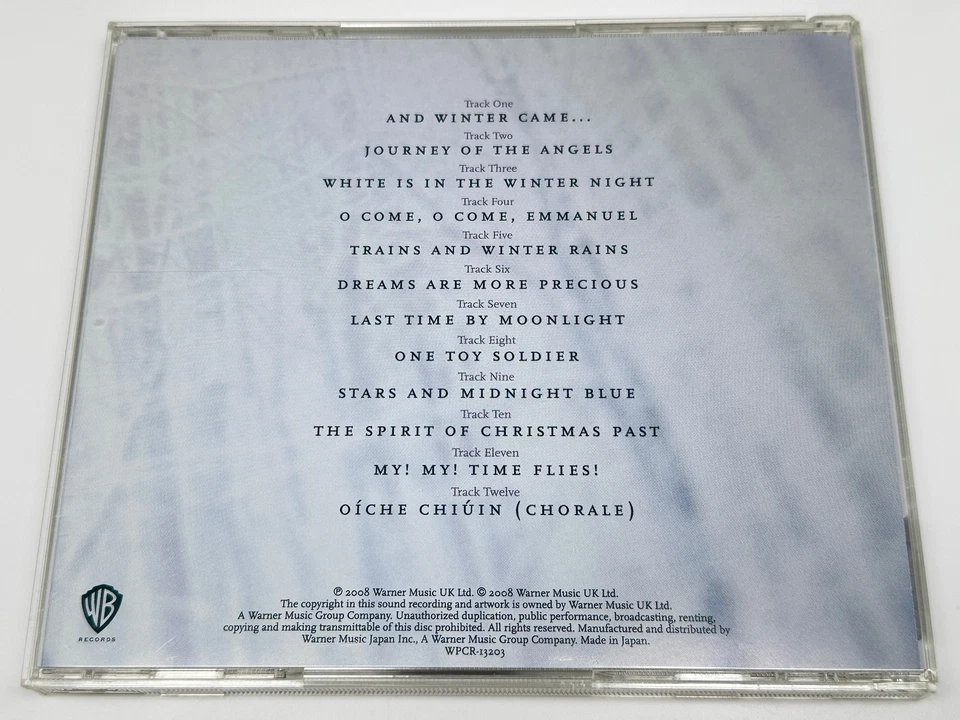 Track One
AND WINTER CAME...
Track Two
JOURNEY OF THE ANGELS
Track Three
WHITE IS IN THE WINTER NIGHT
Track Four
O COME, O COME, EMMANUEL
Track Five
TRAINS AND WINTER RAINS
Track Six
DREAMS ARE MORE PRECIOUS
Track Seven
LAST TIME BY MOONLIGHT
Track Eight
ONE TOY SOLDIER
Track Nine
STARS AND MIDNIGHT BLUE
Track Ten
THE SPIRIT OF CHRISTMAS PAST
Track Eleven
MY! MY! TIME FLIES!
Track Twelve
OÍCHE CHIÚIN (CHORALE)
WB
RECORDS
℗ 2008 Warner Music UK Ltd. © 2008 Warner Music UK Ltd.
The copyright in this sound recording and artwork is owned by Warner Music UK Ltd.
A Warner Music Group Company. Unauthorized duplication, public performance, broadcasting, renting,
copying and making transmittable of this disc prohibited. All rights reserved. Manufactured and distributed by
Warner Music Japan Inc., A Warner Music Group Company. Made in Japan.
WPCR-13203